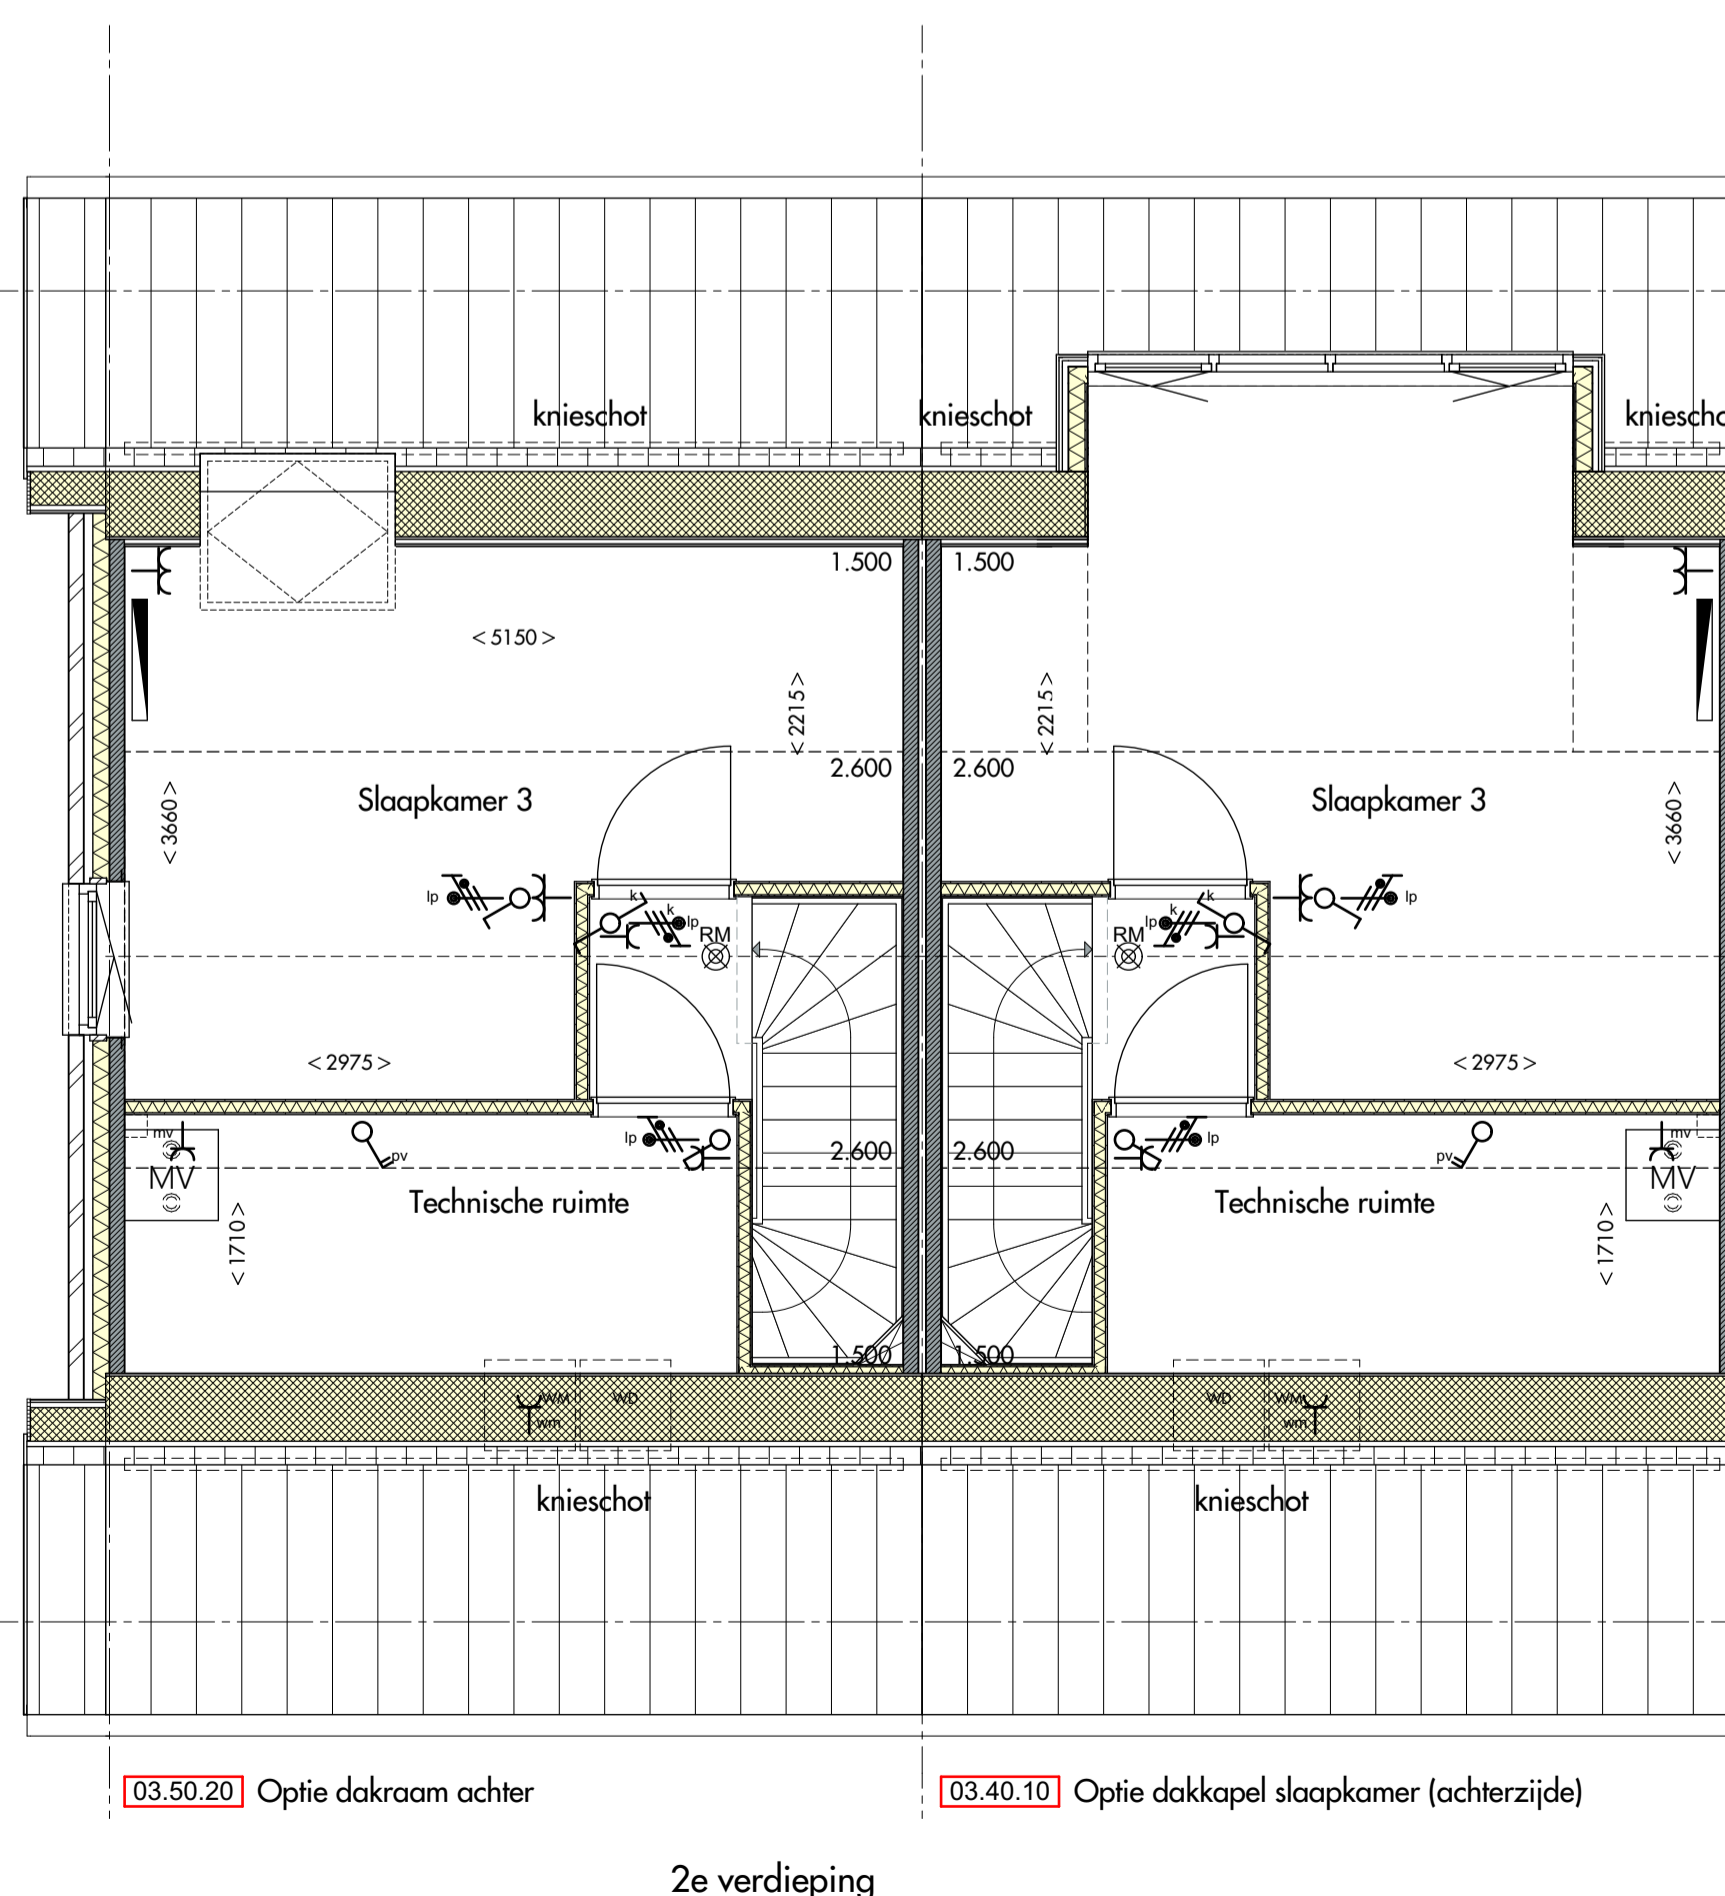 knieschot knieschot kniescho
1.500 1.500
<5150>
<2215> <2215>
2.600 2.600
Slaapkamer 3 Slaapkamer 3
<3660> <3660>
lp k k lp
k lp lp k
RM RM
<2975> <2975>
mv lp lp mv
pv pv
2.600 2.600
MV MV
Technische ruimte Technische ruimte
<1710> <1710>
1.500 1.500
WM WD WD WM
wm wm
knieschot knieschot
03.50.20 Optie dakraam achter 03.40.10 Optie dakkapel slaapkamer (achterzijde)
2e verdieping